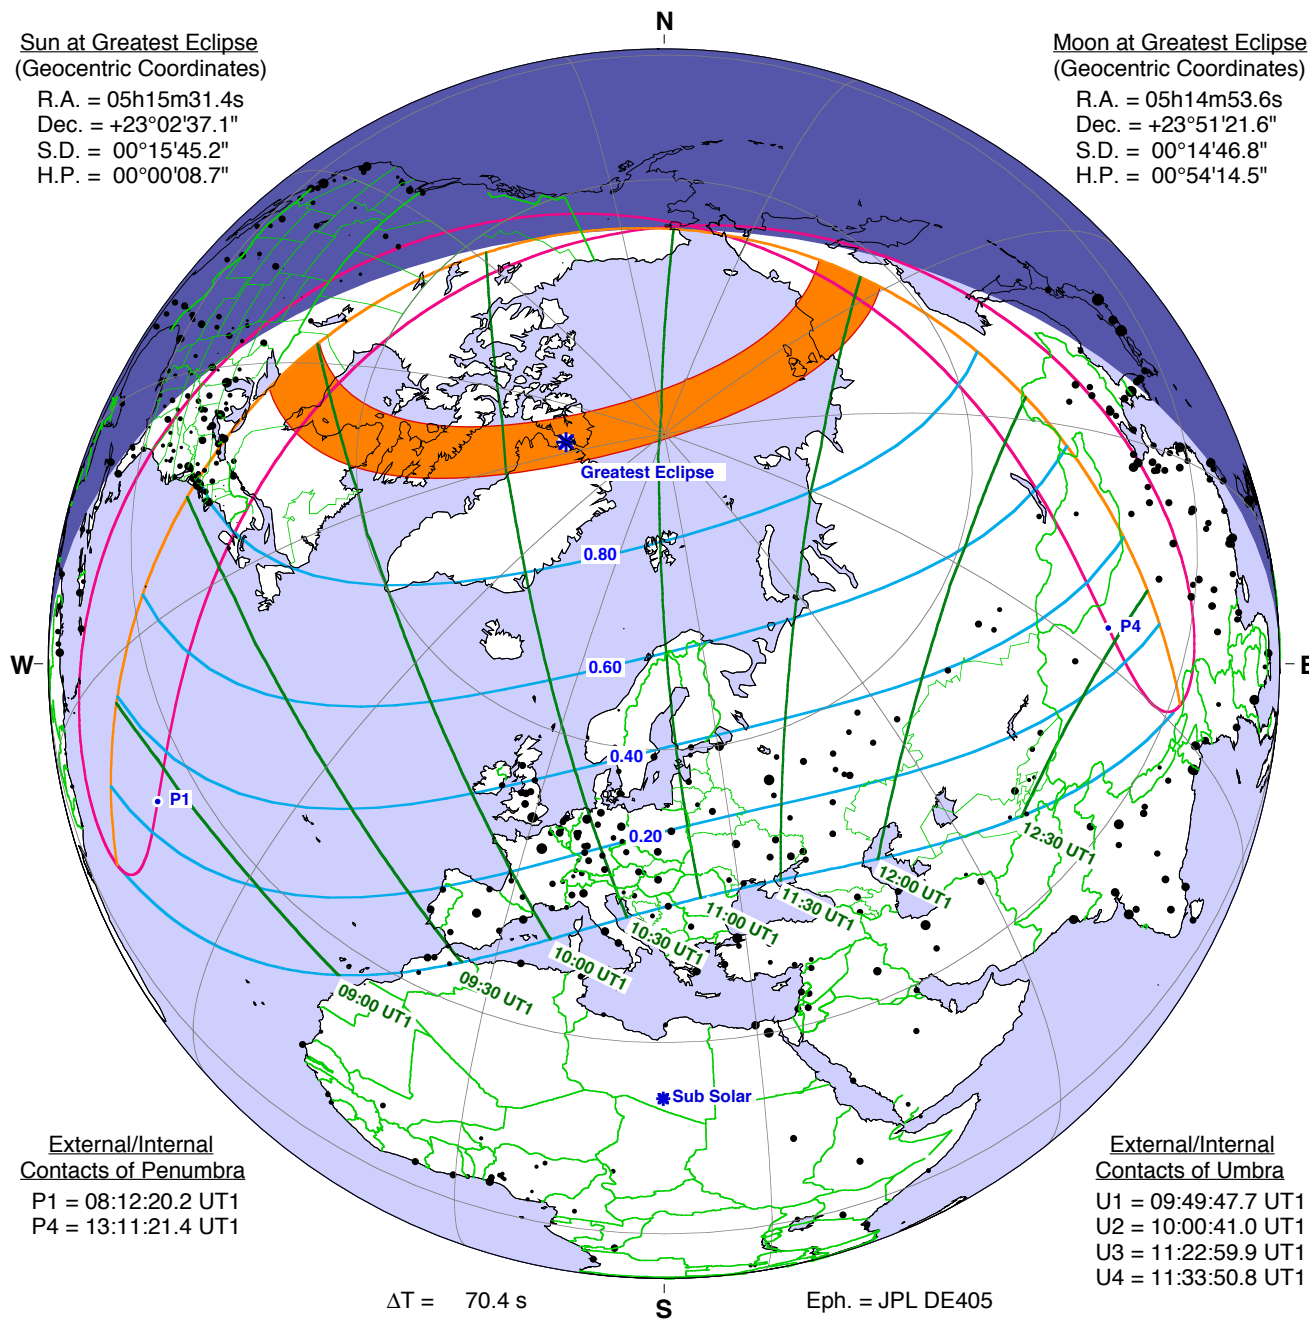 N
Sun at Greatest Eclipse
(Geocentric Coordinates)
R.A. = 05h15m31.4s
Dec. = +23°02'37.1"
S.D. = 00°15'45.2"
H.P. = 00°00'08.7"
Moon at Greatest Eclipse
(Geocentric Coordinates)
R.A. = 05h14m53.6s
Dec. = +23°51'21.6"
S.D. = 00°14'46.8"
H.P. = 00°54'14.5"
Greatest Eclipse
0.80
P4
W
0.60
E
0.40
P1
0.20
12:30 UT1
12:00 UT1
11:30 UT1
11:00 UT1
10:30 UT1
10:00 UT1
09:30 UT1
09:00 UT1
Sub Solar
External/Internal
Contacts of Penumbra
P1 = 08:12:20.2 UT1
P4 = 13:11:21.4 UT1
External/Internal
Contacts of Umbra
U1 = 09:49:47.7 UT1
U2 = 10:00:41.0 UT1
U3 = 11:22:59.9 UT1
U4 = 11:33:50.8 UT1
ΔT = 70.4 s
S
Eph. = JPL DE405